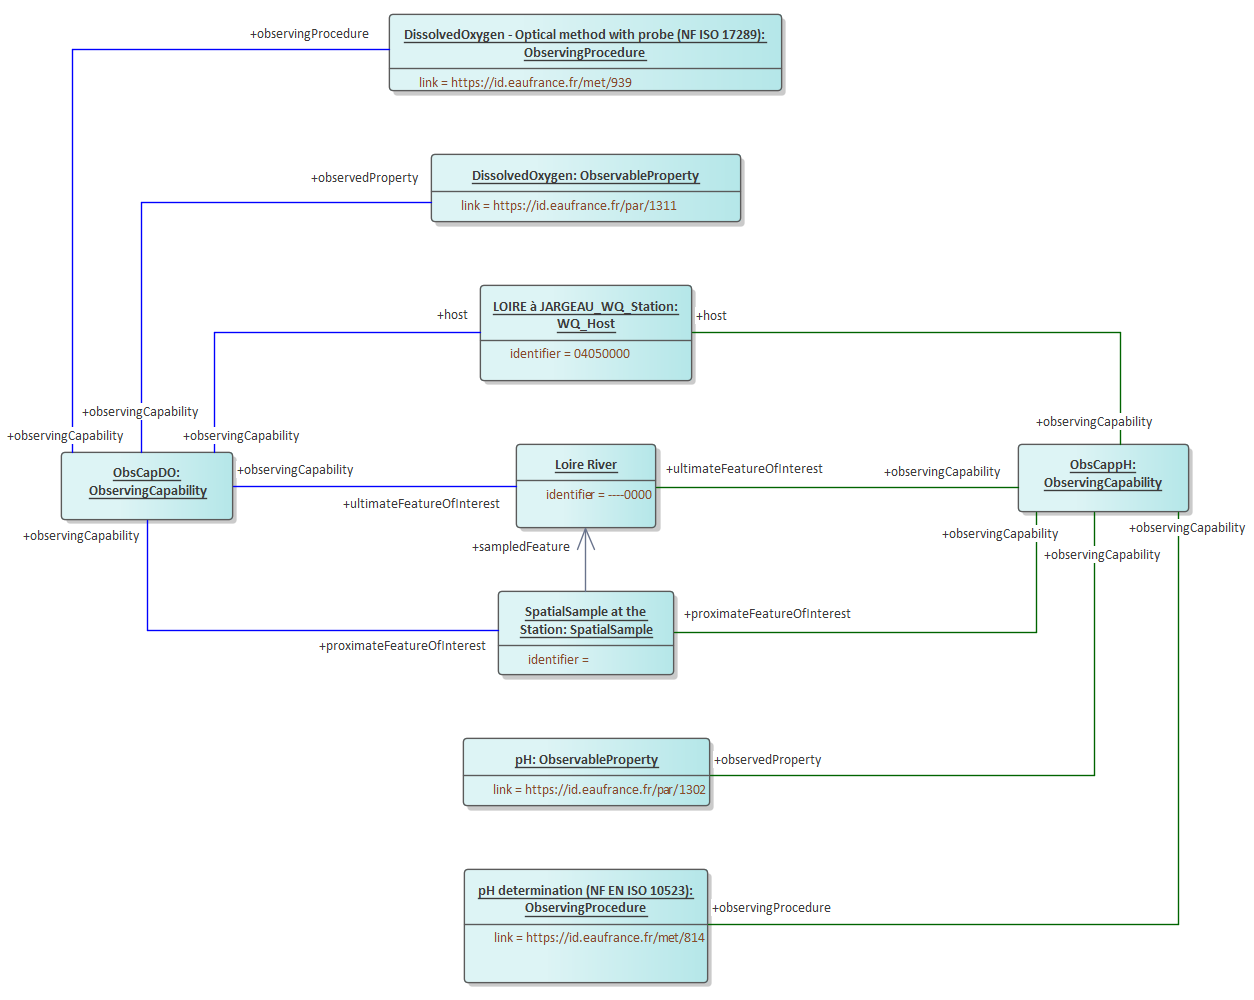 +observingProcedure
DissolvedOxygen - Optical method with probe (NF ISO 17289):
ObservingProcedure
link = https://id.eaufrance.fr/met/939
+observedProperty
DissolvedOxygen: ObservableProperty
link = https://id.eaufrance.fr/par/1311
+host
LOIRE à JARGEAU_WQ_Station:
WQ_Host
identifier = 04050000
+host
+observingCapability
+observingCapability
+observingCapability
+observingCapability
ObsCapDO:
ObservingCapability
+observingCapability
+ultimateFeatureOfInterest
Loire River
identifier = ----0000
+ultimateFeatureOfInterest
+observingCapability
ObsCappH:
ObservingCapability
+observingCapability
+sampledFeature
+observingCapability
+observingCapability
+observingCapability
SpatialSample at the
Station: SpatialSample
identifier =
+proximateFeatureOfInterest
+proximateFeatureOfInterest
pH: ObservableProperty
link = https://id.eaufrance.fr/par/1302
+observedProperty
pH determination (NF EN ISO 10523):
ObservingProcedure
link = https://id.eaufrance.fr/met/814
+observingProcedure